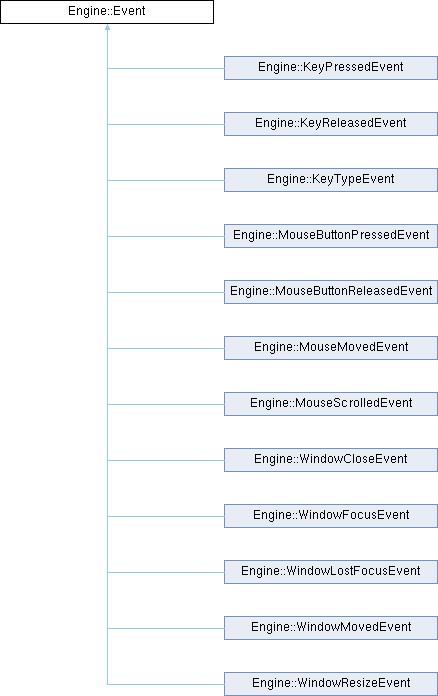 Engine::Event
Engine::KeyPressedEvent
Engine::KeyReleasedEvent
Engine::KeyTypeEvent
Engine::MouseButtonPressedEvent
Engine::MouseButtonReleasedEvent
Engine::MouseMovedEvent
Engine::MouseScrolledEvent
Engine::WindowCloseEvent
Engine::WindowFocusEvent
Engine::WindowLostFocusEvent
Engine::WindowMovedEvent
Engine::WindowResizeEvent